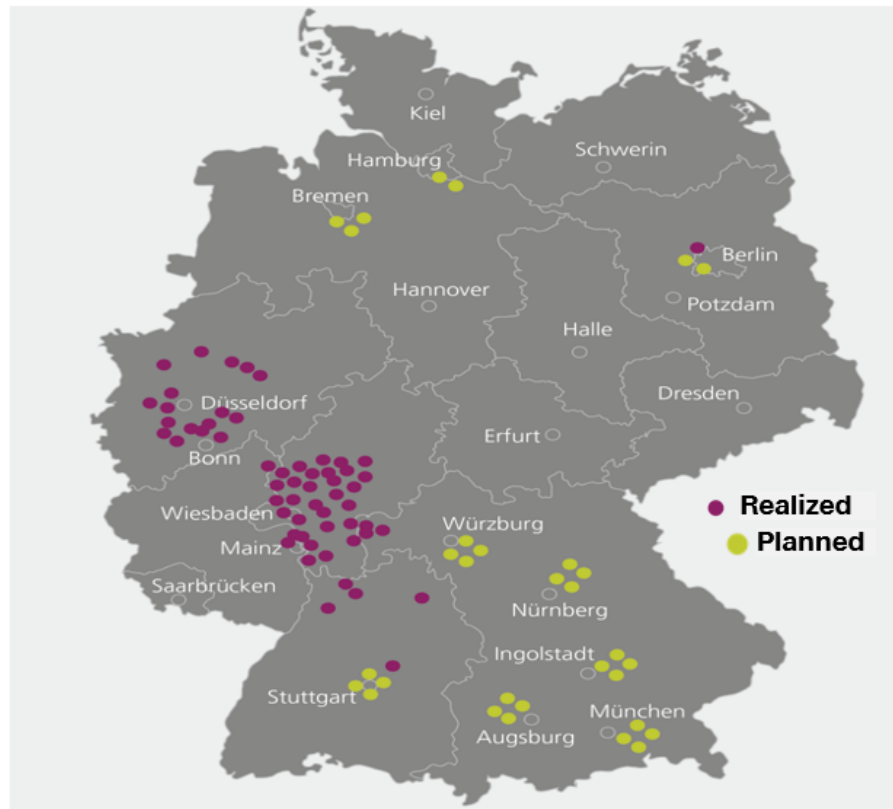 Kiel
Schwerin
Hamburg
Bremen
Berlin
Hannover
Potzdam
Halle
Düsseldorf
Dresden
Erfurt
Bonn
Wiesbaden
Würzburg
Realized
Mainz
Planned
Saarbrücken
Nürnberg
Ingolstadt
Stuttgart
München
Augsburg